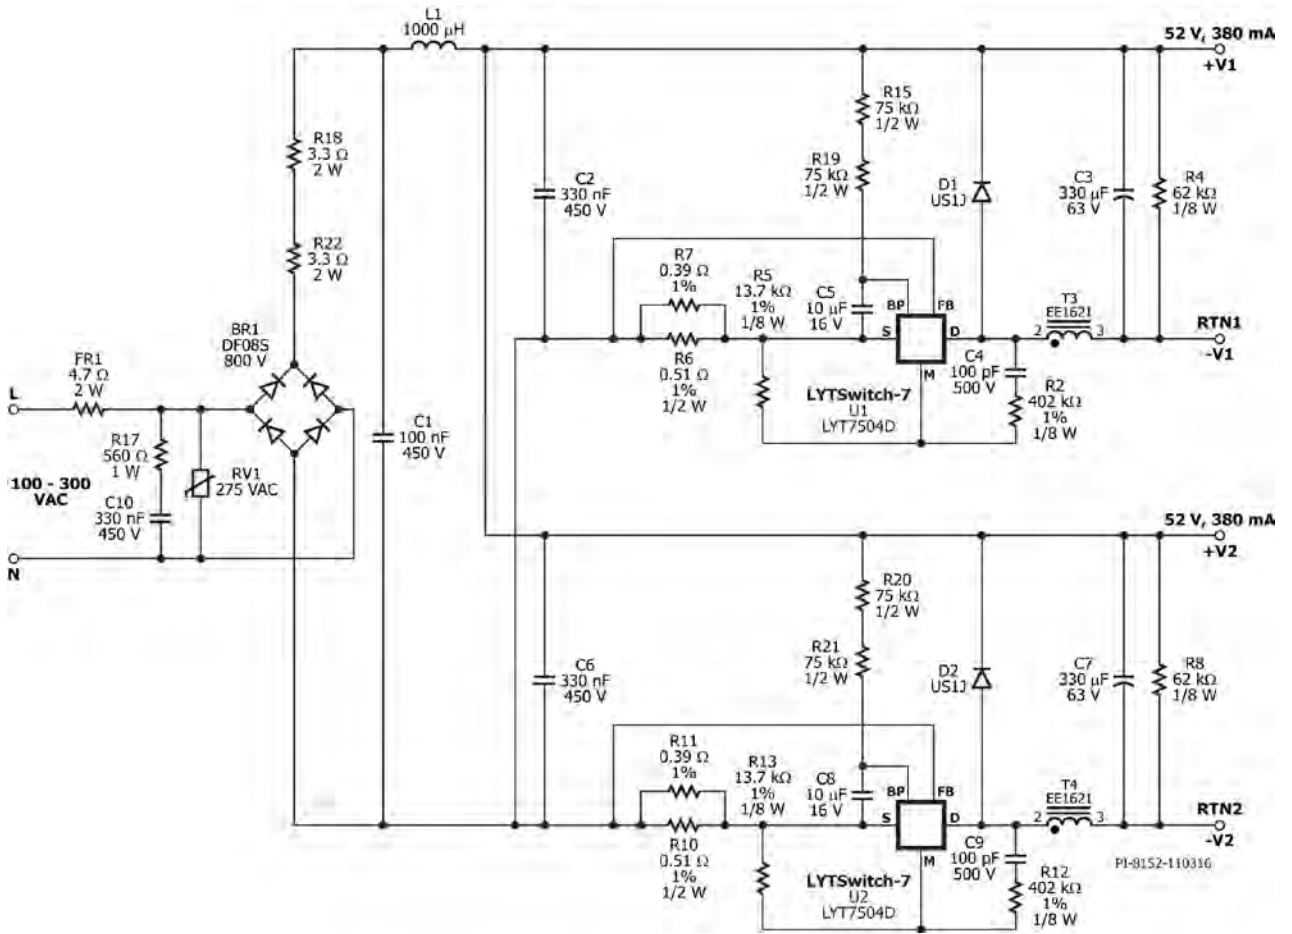 L1
1000 µH
52 V, 380 mA
+V1
R15
75 kΩ
1/2 W
R18
3.3 Ω
2 W
R19
75 kΩ
1/2 W
C2
330 nF
450 V
D1
US1J
C3
330 µF
63 V
R4
62 kΩ
1/8 W
R22
3.3 Ω
2 W
R7
0.39 Ω
1%
R5
13.7 kΩ
1%
1/8 W
C5
10 µF
16 V
BP
FB
S
D
M
T3
EE1621
2
3
RTN1
-V1
BR1
DF08S
800 V
R6
0.51 Ω
1%
1/2 W
C4
100 pF
500 V
R2
402 kΩ
1%
1/8 W
LYTSwitch-7
U1
LYT7504D
FR1
4.7 Ω
2 W
L
R17
560 Ω
1 W
C1
100 nF
450 V
RV1
275 VAC
100 - 300
VAC
C10
330 nF
450 V
N
52 V, 380 mA
+V2
R20
75 kΩ
1/2 W
R21
75 kΩ
1/2 W
C6
330 nF
450 V
D2
US1J
C7
330 µF
63 V
R8
62 kΩ
1/8 W
R11
0.39 Ω
1%
R13
13.7 kΩ
1%
1/8 W
C8
10 µF
16 V
BP
FB
S
D
M
T4
EE1621
2
3
RTN2
-V2
R10
0.51 Ω
1%
1/2 W
C9
100 pF
500 V
R12
402 kΩ
1%
1/8 W
LYTSwitch-7
U2
LYT7504D
PI-8152-110316